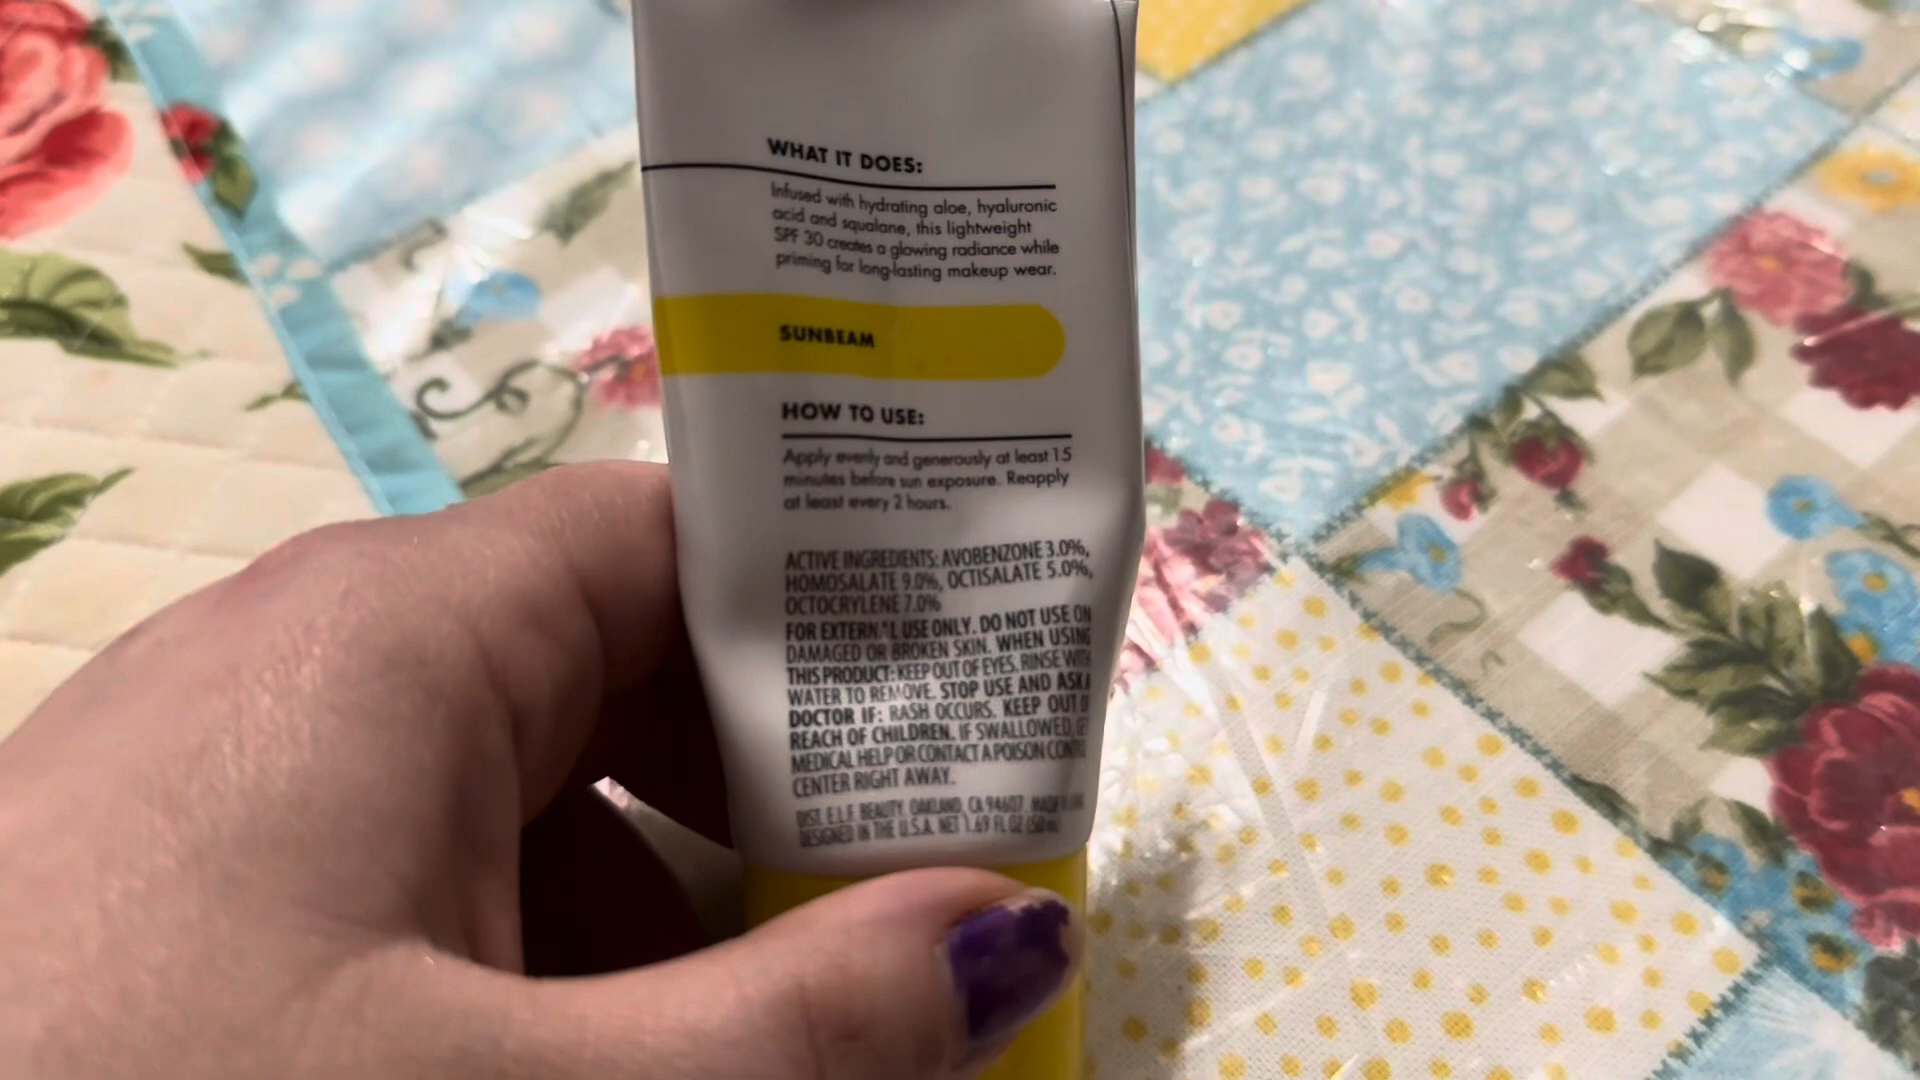 WHAT IT DOES:
Infused with hydrating aloe, hyaluronic
acid and squalane, this lightweight
SPF 30 creates a glowing radiance while
priming for long-lasting makeup wear.
SUNBEAM
HOW TO USE:
Apply evenly and generously at least 15
minutes before sun exposure. Reapply
at least every 2 hours.
ACTIVE INGREDIENTS: AVOBENZONE 3.0%,
HOMOSALATE 9.0%, OCTISALATE 5.0%,
OCTOCRYLENE 7.0%
FOR EXTERNAL USE ONLY. DO NOT USE ON
DAMAGED OR BROKEN SKIN. WHEN USING
THIS PRODUCT: KEEP OUT OF EYES. RINSE WITH
WATER TO REMOVE. STOP USE AND ASK A
DOCTOR IF: RASH OCCURS. KEEP OUT OF
REACH OF CHILDREN. IF SWALLOWED, GET
MEDICAL HELP OR CONTACT A POISON CONTR
CENTER RIGHT AWAY.
DIST. E.L.F. BEAUTY, OAKLAND, CA 94607. MADE
DESIGNED IN THE U.S.A. NET 1.69 FL OZ (50 mL)